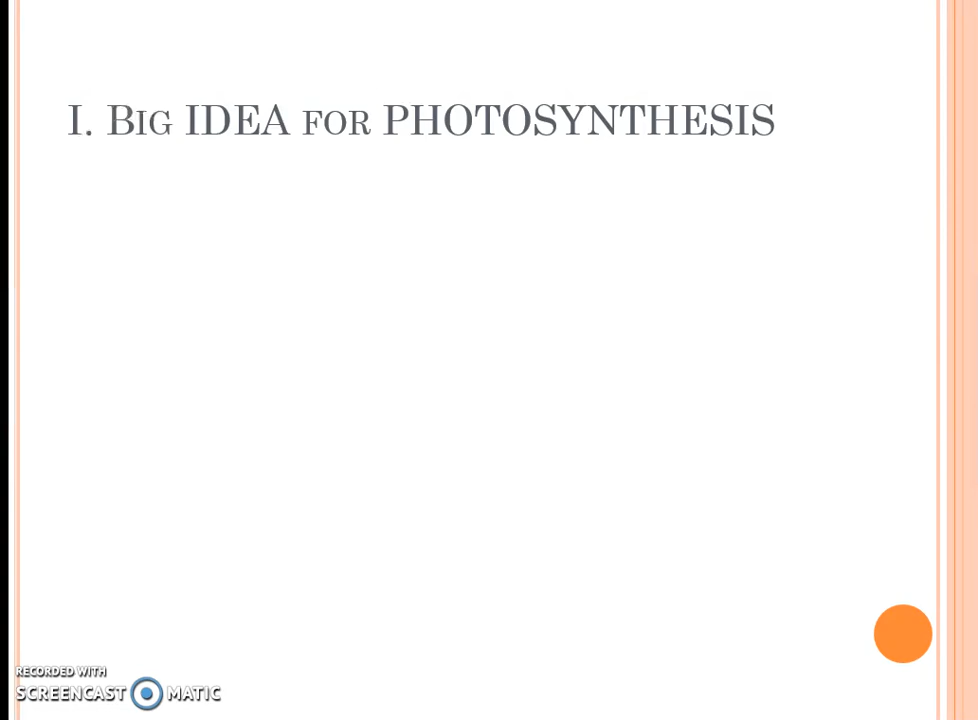 I. Big IDEA for PHOTOSYNTHESIS
RECORDED WITH
SCREENCAST MATIC